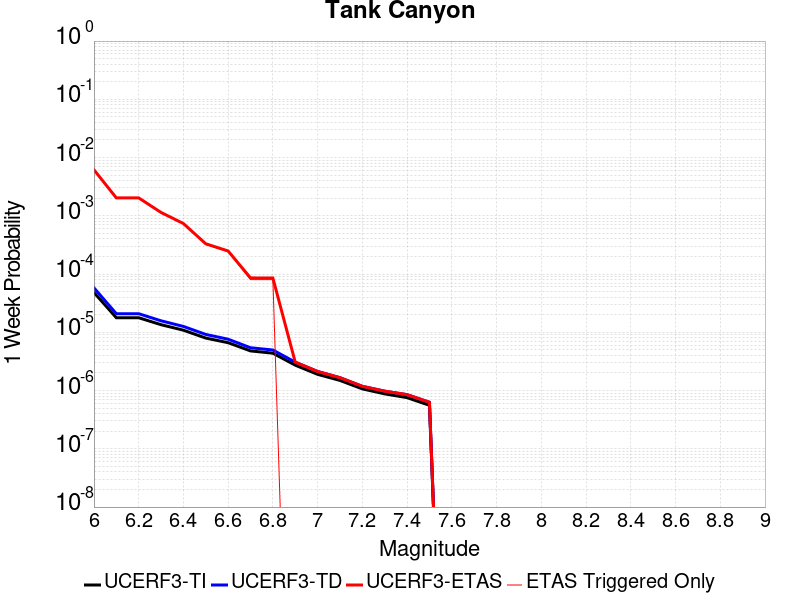 Tank Canyon
10 0
10 -1
10 -2
10 -3
10 -4
10 -5
10 -6
10 -7
10 -8
1 Week Probability
6 6.2 6.4 6.6 6.8 7 7.2 7.4 7.6 7.8 8 8.2 8.4 8.6 8.8 9
Magnitude
UCERF3-TI UCERF3-TD UCERF3-ETAS ETAS Triggered Only